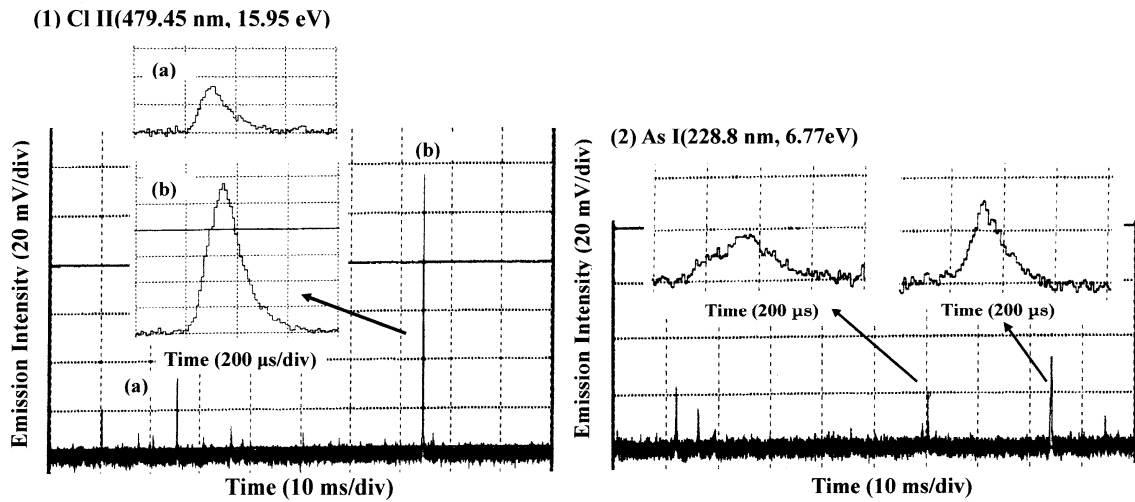 (1) Cl II(479.45 nm, 15.95 eV)
(a)
(b)
(b)
Time (200 µs/div)
(a)
Emission Intensity (20 mV/div)
Time (10 ms/div)
(2) As I(228.8 nm, 6.77eV)
Time (200 µs)
Time (200 µs)
Emission Intensity (20 mV/div)
Time (10 ms/div)